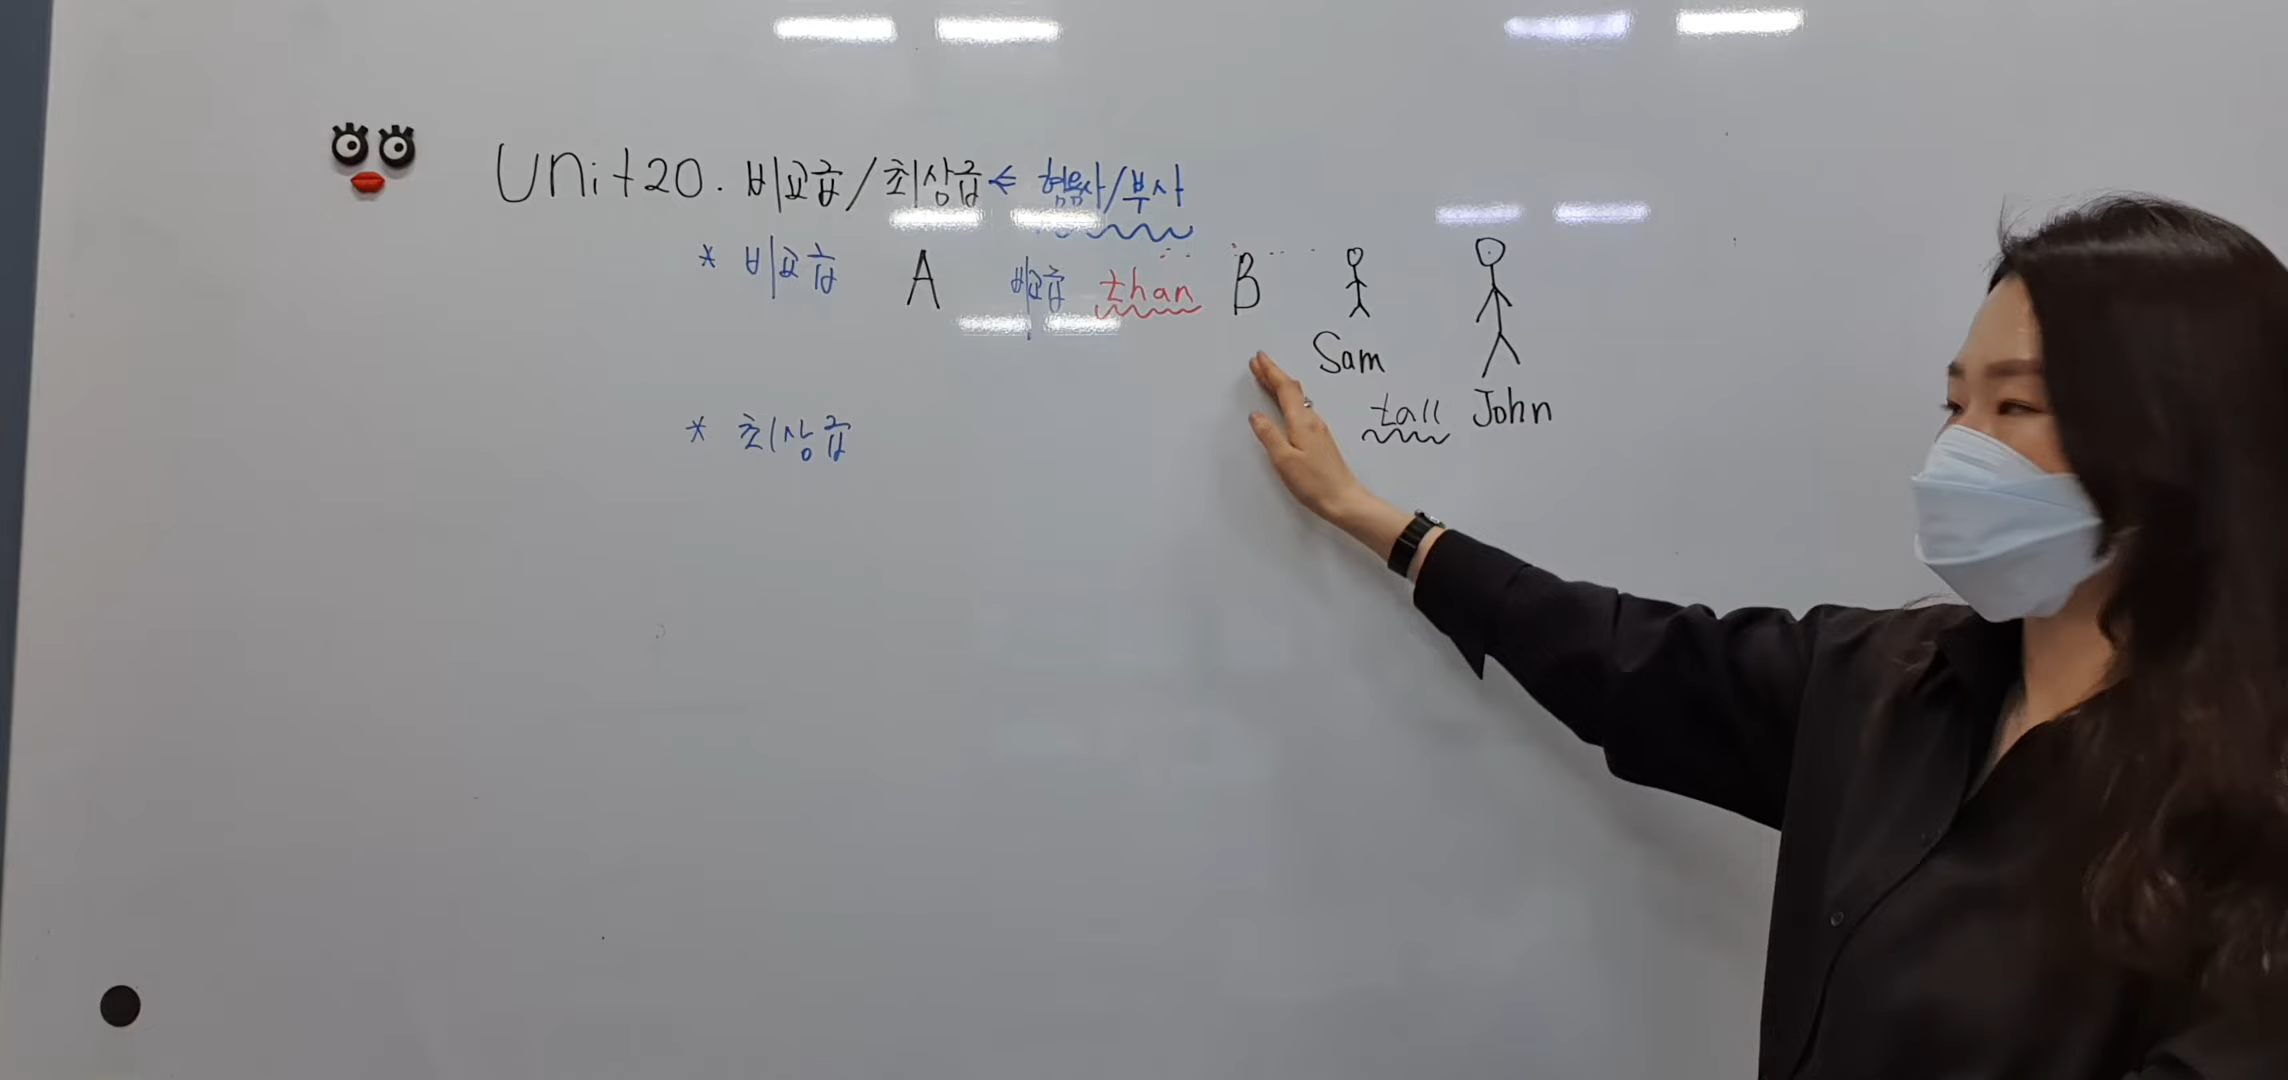 Unit 20. 비교급/최상급 ← 형용사/부사
* 비교급 A 비교급 than B
Sam
tall John
* 최상급